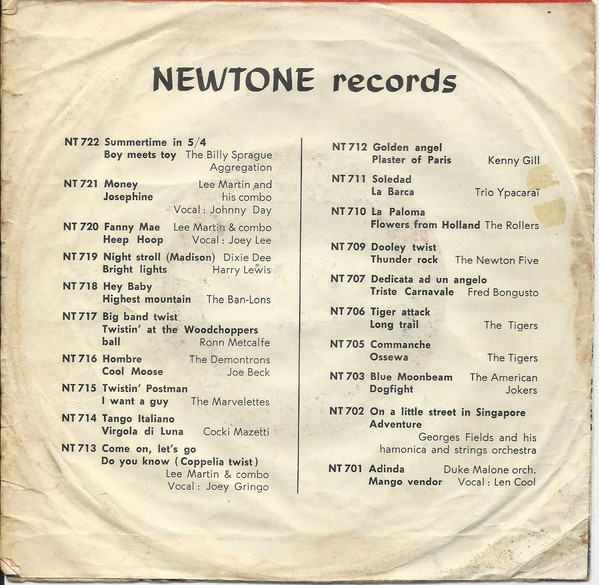 NEWTONE records
NT 722 Summertime in 5/4
Boy meets toy The Billy Sprague
Aggregation
NT 721 Money Lee Martin and
Josephine his combo
Vocal : Johnny Day
NT 720 Fanny Mae Lee Martin & combo
Heep Hoop Vocal : Joey Lee
NT 719 Night stroll (Madison) Dixie Dee
Bright lights Harry Lewis
NT 718 Hey Baby
Highest mountain The Ban-Lons
NT 717 Big band twist
Twistin' at the Woodchoppers
ball Ronn Metcalfe
NT 716 Hombre The Demontrons
Cool Moose Joe Beck
NT 715 Twistin' Postman
I want a guy The Marvelettes
NT 714 Tango Italiano
Virgola di Luna Cocki Mazetti
NT 713 Come on, let's go
Do you know (Coppelia twist)
Lee Martin & combo
Vocal : Joey Gringo
NT 712 Golden angel
Plaster of Paris Kenny Gill
NT 711 Soledad
La Barca Trio Ypacaraï
NT 710 La Paloma
Flowers from Holland The Rollers
NT 709 Dooley twist
Thunder rock The Newton Five
NT 707 Dedicata ad un angelo
Triste Carnavale Fred Bongusto
NT 706 Tiger attack
Long trail The Tigers
NT 705 Commanche
Ossewa The Tigers
NT 703 Blue Moonbeam The American
Dogfight Jokers
NT 702 On a little street in Singapore
Adventure
Georges Fields and his
hamonica and strings orchestra
NT 701 Adinda Duke Malone orch.
Mango vendor Vocal : Len Cool